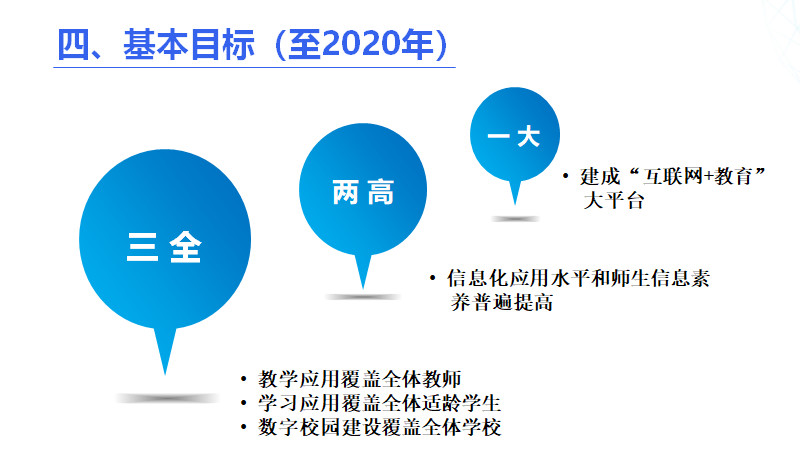 四、基本目标（至2020年）
一大
• 建成“互联网+教育”
大平台
两高
• 信息化应用水平和师生信息素
养普遍提高
三全
• 教学应用覆盖全体教师
• 学习应用覆盖全体适龄学生
• 数字校园建设覆盖全体学校